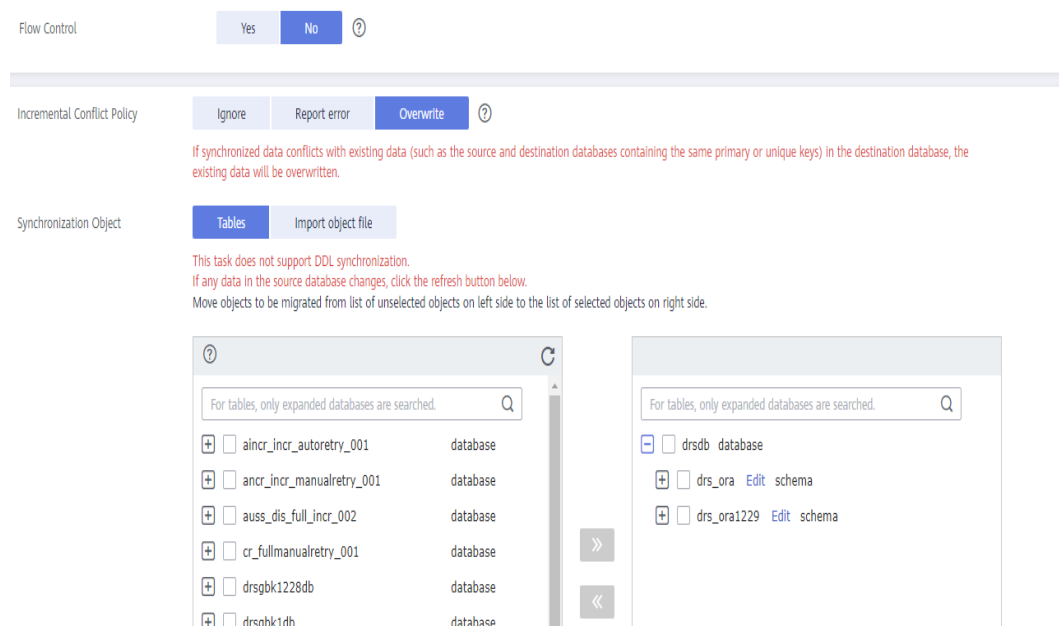 Flow Control Yes No ?
Incremental Conflict Policy Ignore Report error Overwrite ?
If synchronized data conflicts with existing data (such as the source and destination databases containing the same primary or unique keys) in the destination database, the
existing data will be overwritten.
Synchronization Object Tables Import object file
This task does not support DDL synchronization.
If any data in the source database changes, click the refresh button below.
Move objects to be migrated from list of unselected objects on left side to the list of selected objects on right side.
?
For tables, only expanded databases are searched. For tables, only expanded databases are searched.
aincr_incr_autoretry_001 database drsdb database
ancr_incr_manualretry_001 database drs_ora Edit schema
auss_dis_full_incr_002 database drs_ora1229 Edit schema
cr_fullmanualretry_001 database
drsgbk1228db database
drsgbk1db database